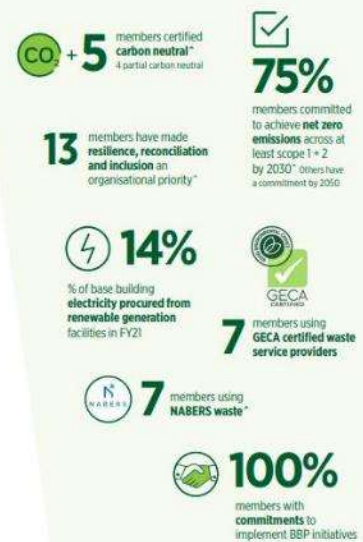 CO2 + 5
members certified
carbon neutral^
4 partial carbon neutral
75%
members committed
to achieve net zero
emissions across at
least scope 1 + 2
by 2030^ Others have
a commitment by 2050
13
members have made
resilience, reconciliation
and inclusion an
organisational priority^
14%
% of base building
electricity procured from
renewable generation
facilities in FY21
GECA
CERTIFIED
7
members using
GECA certified waste
service providers
NABERS
7
members using
NABERS waste^
100%
members with
commitments to
implement BBP initiatives